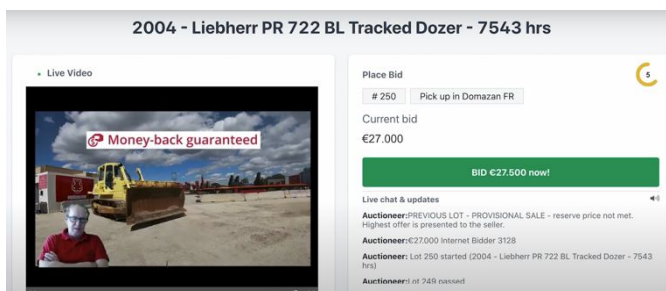 2004 - Liebherr PR 722 BL Tracked Dozer - 7543 hrs
Live Video
Money-back guaranteed
Place Bid
5
# 250
Pick up in Domazan FR
Current bid
€27.000
BID €27.500 now!
Live chat & updates
Auctioneer:PREVIOUS LOT - PROVISIONAL SALE - reserve price not met.
Highest offer is presented to the seller.
Auctioneer:€27.000 Internet Bidder 3128
Auctioneer: Lot 250 started (2004 - Liebherr PR 722 BL Tracked Dozer - 7543
hrs)
Auctioneer:Lot 249 passed